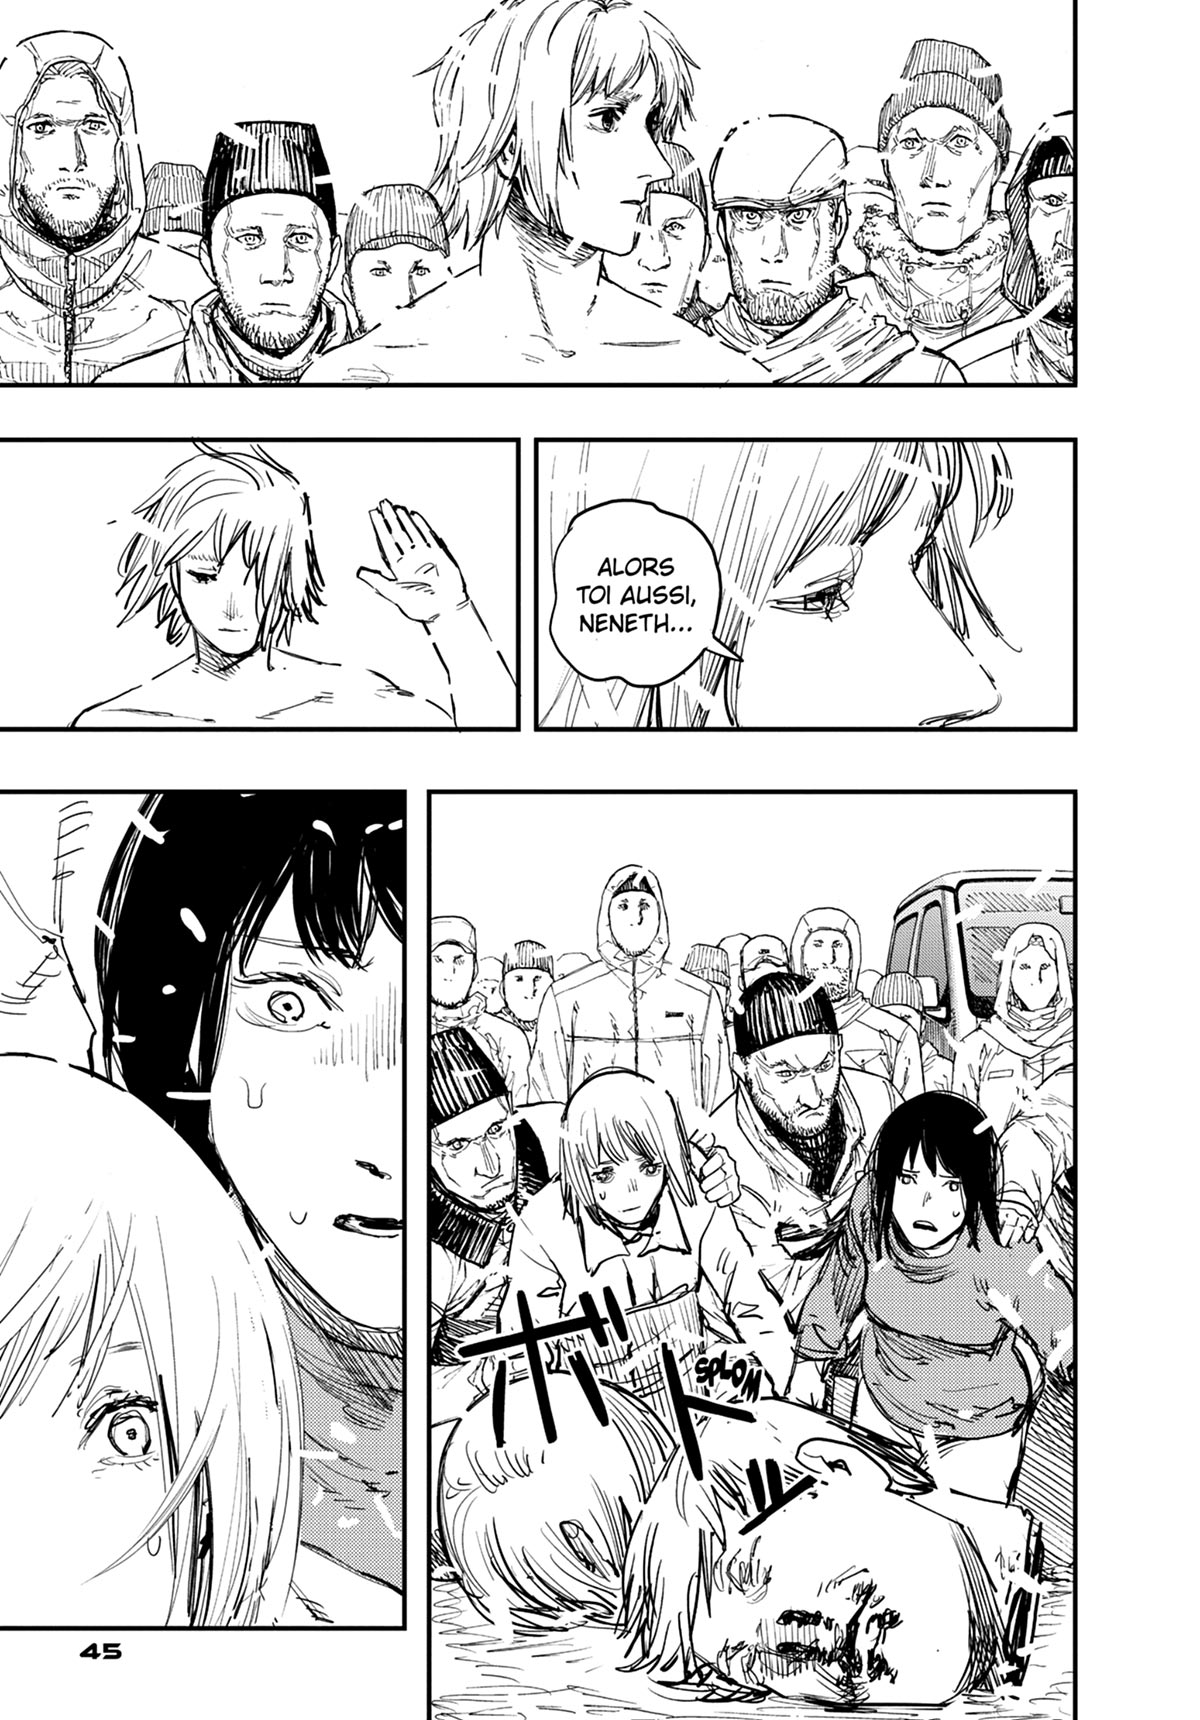 ALORS
TOI AUSSI,
NENETH...
ボトッ
SPLOM
45